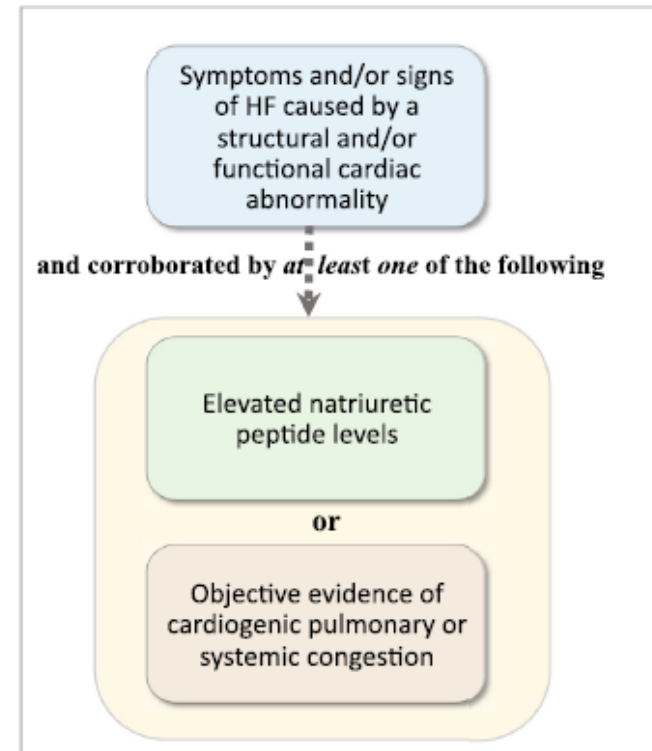 Symptoms and/or signs
of HF caused by a
structural and/or
functional cardiac
abnormality
and corroborated by at least one of the following
Elevated natriuretic
peptide levels
or
Objective evidence of
cardiogenic pulmonary or
systemic congestion